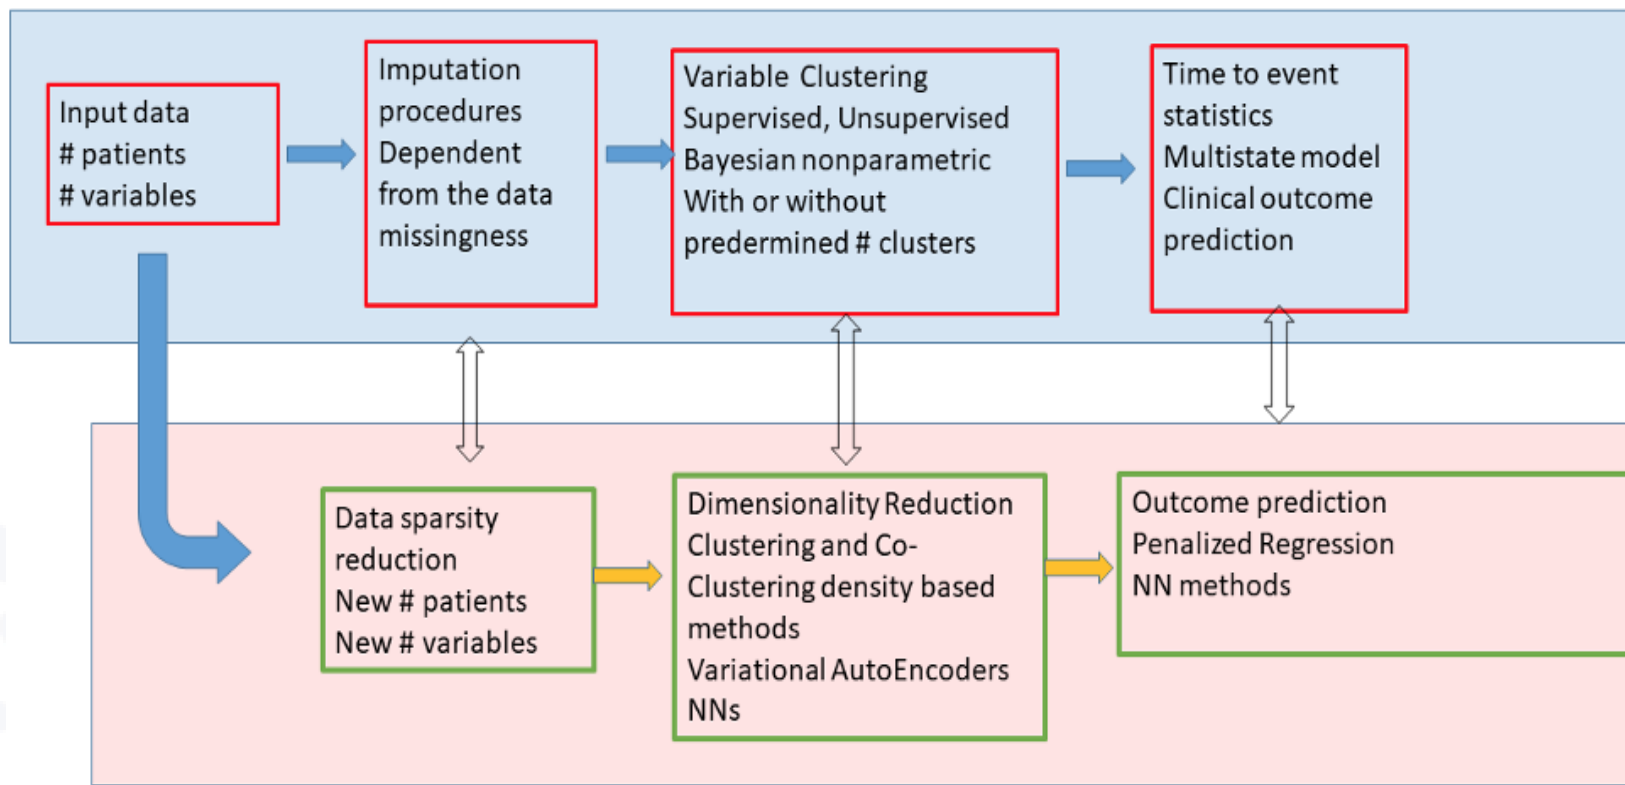 Input data
# patients
# variables
Imputation
procedures
Dependent
from the data
missingness
Variable Clustering
Supervised, Unsupervised
Bayesian nonparametric
With or without
predermined # clusters
Time to event
statistics
Multistate model
Clinical outcome
prediction
Data sparsity
reduction
New # patients
New # variables
Dimensionality Reduction
Clustering and Co-
Clustering density based
methods
Variational AutoEncoders
NNs
Outcome prediction
Penalized Regression
NN methods